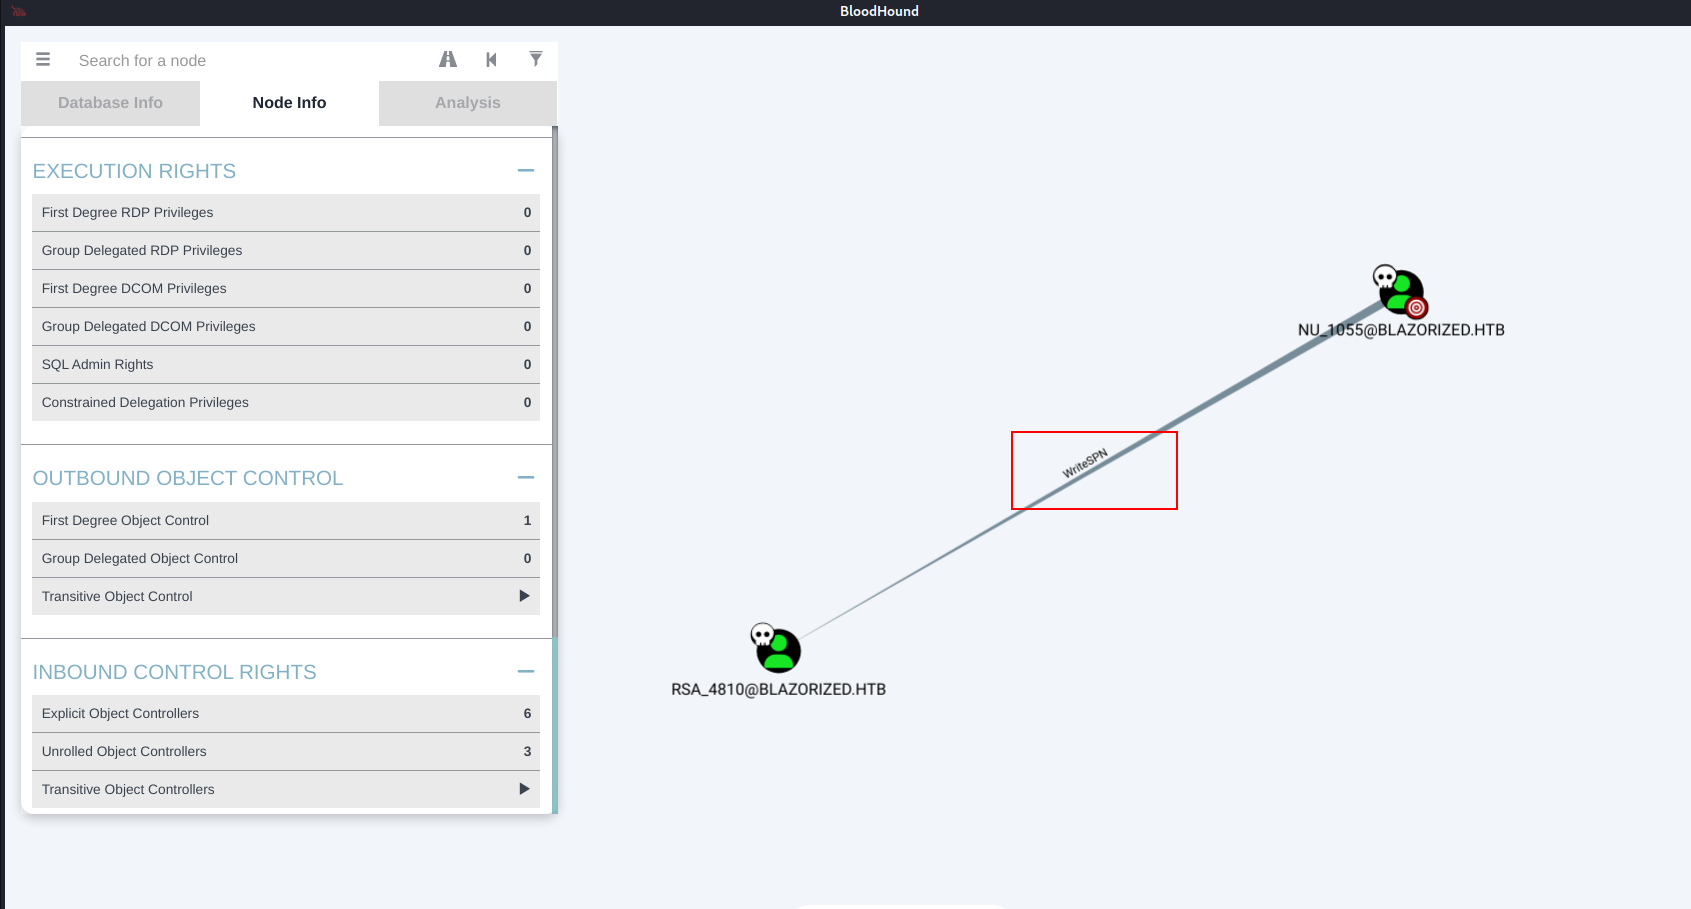 BloodHound
Search for a node
Database Info Node Info Analysis
EXECUTION RIGHTS
First Degree RDP Privileges 0
Group Delegated RDP Privileges 0
First Degree DCOM Privileges 0
Group Delegated DCOM Privileges 0
SQL Admin Rights 0
Constrained Delegation Privileges 0
OUTBOUND OBJECT CONTROL
First Degree Object Control 1
Group Delegated Object Control 0
Transitive Object Control
INBOUND CONTROL RIGHTS
Explicit Object Controllers 6
Unrolled Object Controllers 3
Transitive Object Controllers
NU_1055@BLAZORIZED.HTB
WriteSPN
RSA_4810@BLAZORIZED.HTB